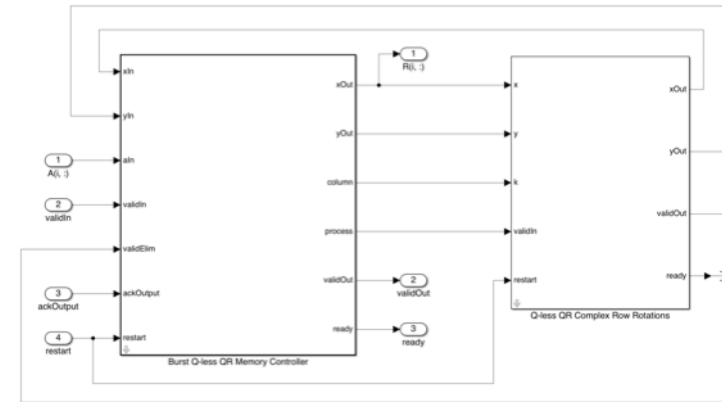 1
R(i, :)
xIn
xOut
x
xOut
yIn
yOut
y
yOut
1
A(i, :)
aIn
column
k
2
validIn
validIn
process
validIn
validOut
validElim
3
ackOutput
ackOutput
validOut
2
validOut
restart
ready
4
restart
restart
ready
3
ready
Burst Q-less QR Memory Controller
Q-less QR Complex Row Rotations